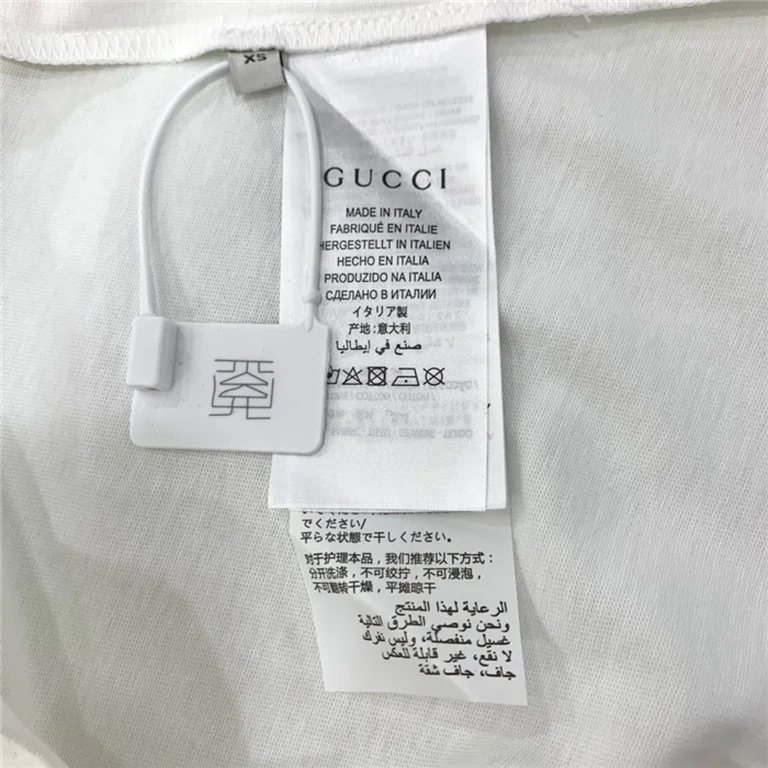 XS
GUCCI
MADE IN ITALY
FABRIQUÉ EN ITALIE
HERGESTELLT IN ITALIEN
HECHO EN ITALIA
PRODUZIDO NA ITALIA
СДЕЛАНО В ИТАЛИИ
イタリア製
产地:意大利
صنع في إيطاليا
でください/
平らな状態で干しください。
对于护理本品，我们推荐以下方式：
分开洗涤，不可绞拧，不可浸泡，
不可翻转干燥，平摊晾干
الرعاية لهذا المنتج
ونحن نوصي الطرق التالية
غسيل منفصلة، وليس نفرك
لا نقع، غير قابلة للعكس
جاف، جاف شقة